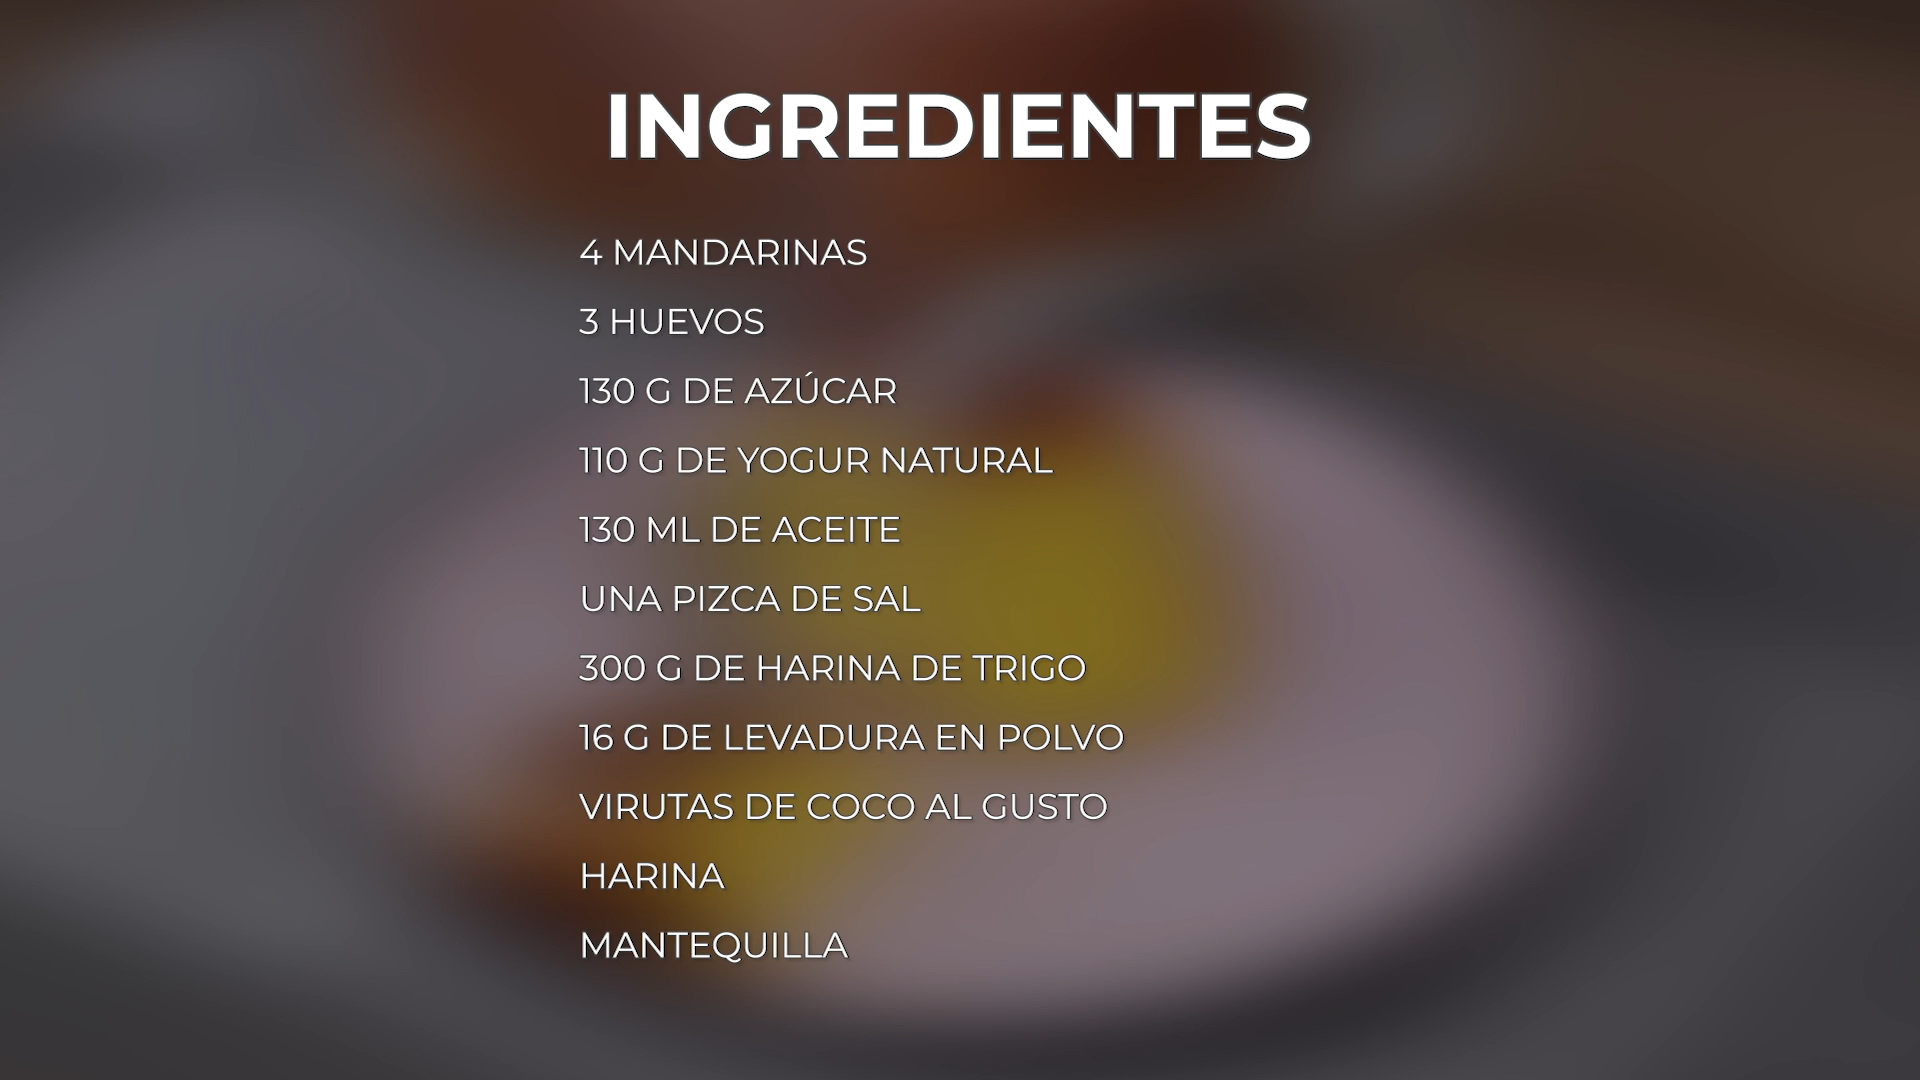 INGREDIENTES
4 MANDARINAS
3 HUEVOS
130 G DE AZÚCAR
110 G DE YOGUR NATURAL
130 ML DE ACEITE
UNA PIZCA DE SAL
300 G DE HARINA DE TRIGO
16 G DE LEVADURA EN POLVO
VIRUTAS DE COCO AL GUSTO
HARINA
MANTEQUILLA